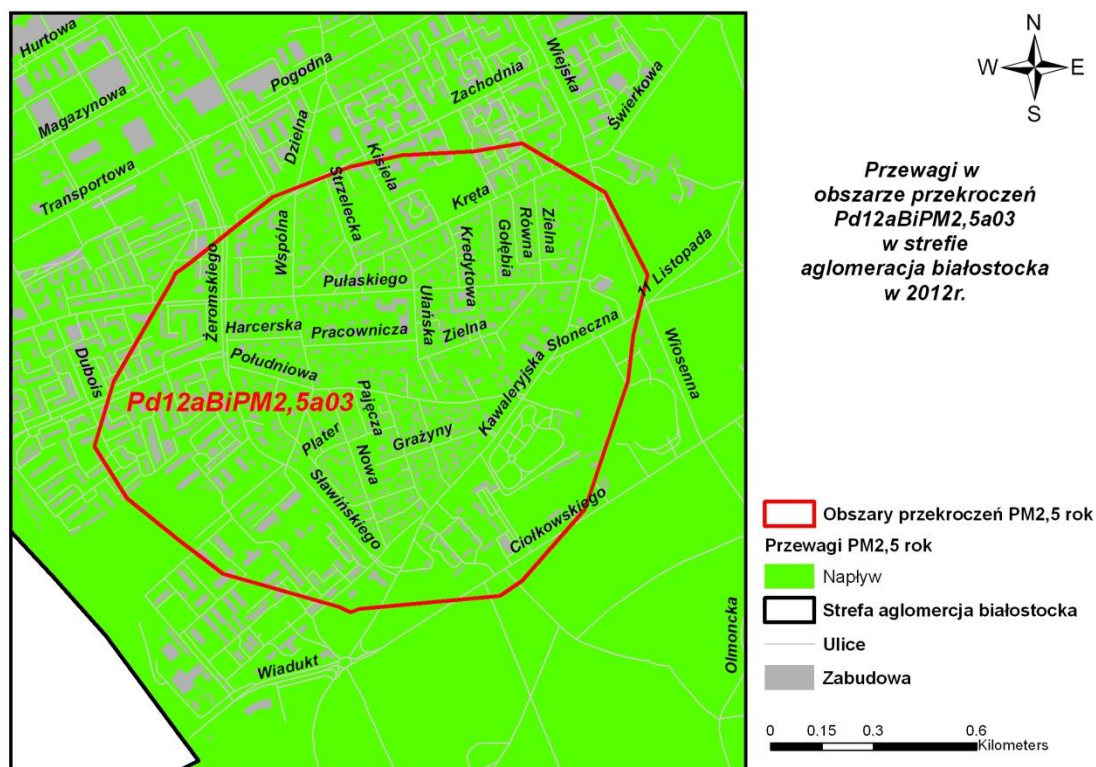 Hurtowa
Magazynowa
Transportowa
Pogodna
Dzielna
Zachodnia
Wiejska
Świerkowa
Kisiela
Strzelecka
Kręta
Wspólna
Żeromskiego
Pułaskiego
Kredytowa
Gołębia
Równa
Zielna
11 Listopada
Harcerska
Pracownicza
Ułańska
Zielna
Słoneczna
Kawaleryjska
Wiosenna
Dubois
Południowa
Pd12aBiPM2,5a03
Pajęcza
Plater
Grażyny
Nowa
Sławińskiego
Ciołkowskiego
Wiadukt
Olmoncka
N
W
E
S
Przewagi w
obszarze przekroczeń
Pd12aBiPM2,5a03
w strefie
aglomeracja białostocka
w 2012r.
Obszary przekroczeń PM2,5 rok
Przewagi PM2,5 rok
Napływ
Strefa aglomercja białostocka
Ulice
Zabudowa
0 0.15 0.3 0.6
Kilometers